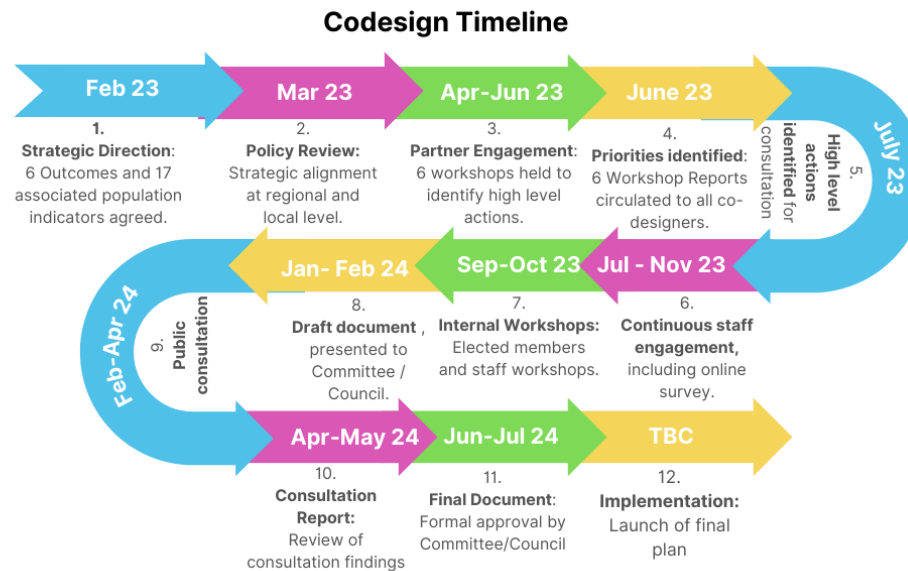 Codesign Timeline
Feb 23
1.
Strategic Direction:
6 Outcomes and 17
associated population
indicators agreed.
Mar 23
2.
Policy Review:
Strategic alignment
at regional and
local level.
Apr-Jun 23
3.
Partner Engagement:
6 workshops held to
identify high level
actions.
June 23
4.
Priorities identified:
6 Workshop Reports
circulated to all co-
designers.
July 23
5.
High level
actions
identified for
consultation
Jul - Nov 23
6.
Continuous staff
engagement,
including online
survey.
Sep-Oct 23
7.
Internal Workshops:
Elected members
and staff workshops.
Jan- Feb 24
8.
Draft document ,
presented to
Committee /
Council.
Feb-Apr 24
9.
Public
consultation
Apr-May 24
10.
Consultation
Report:
Review of
consultation findings
Jun-Jul 24
11.
Final Document:
Formal approval by
Committee/Council
TBC
12.
Implementation:
Launch of final
plan